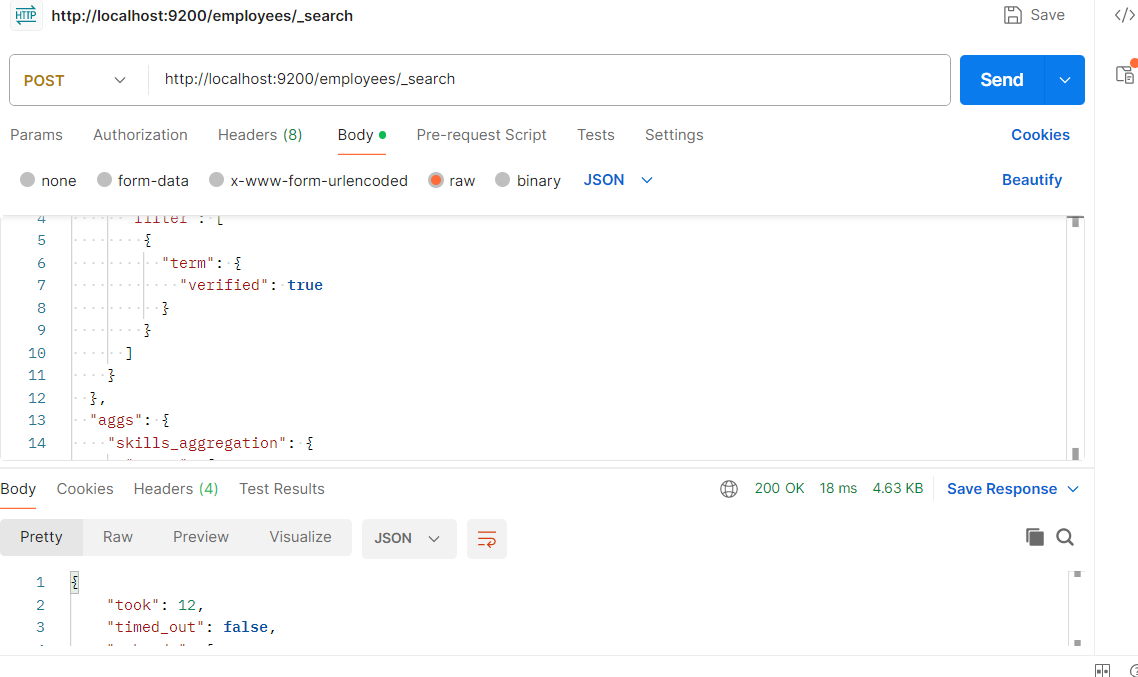 HTTP http://localhost:9200/employees/_search Save </>
POST http://localhost:9200/employees/_search Send
Params Authorization Headers (8) Body Pre-request Script Tests Settings Cookies
none form-data x-www-form-urlencoded raw binary JSON Beautify
4 "filter": [
5 {
6 "term": {
7 "verified": true
8 }
9 }
10 ]
11 }
12 },
13 "aggs": {
14 "skills_aggregation": {
Body Cookies Headers (4) Test Results 200 OK 18 ms 4.63 KB Save Response
Pretty Raw Preview Visualize JSON
1 {
2 "took": 12,
3 "timed_out": false,